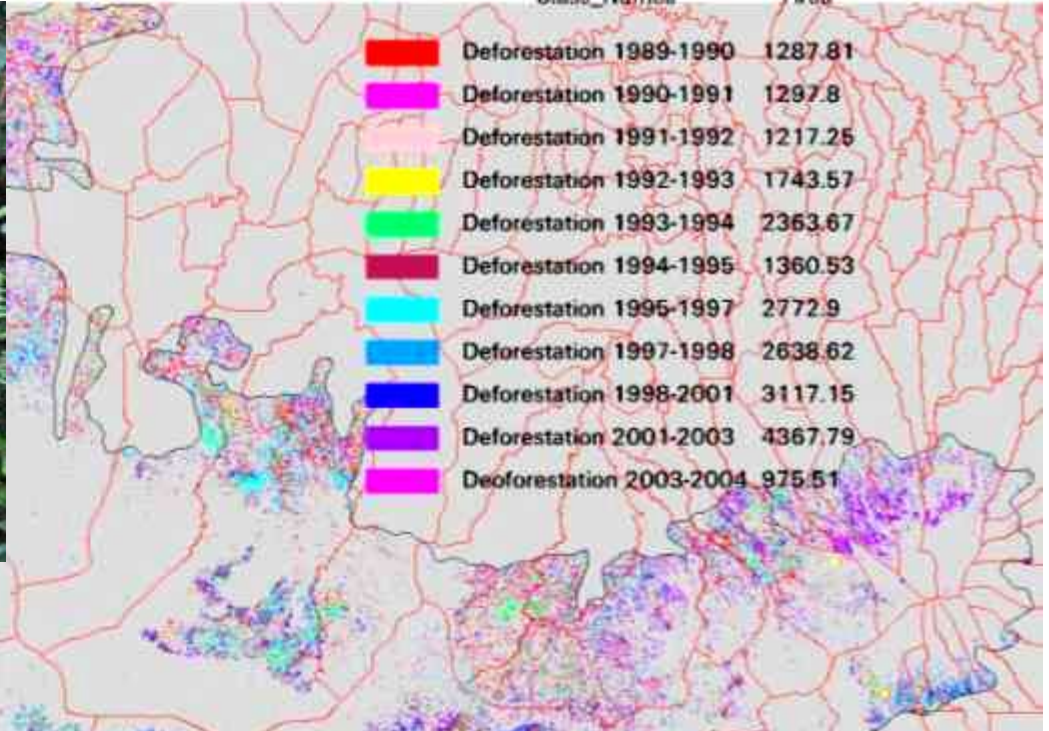 Deforestation 1989-1990 1287.81
Deforestation 1990-1991 1297.8
Deforestation 1991-1992 1217.25
Deforestation 1992-1993 1743.57
Deforestation 1993-1994 2363.67
Deforestation 1994-1995 1360.53
Deforestation 1995-1997 2772.9
Deforestation 1997-1998 2638.62
Deforestation 1998-2001 3117.15
Deforestation 2001-2003 4367.79
Deoforestation 2003-2004 975.51